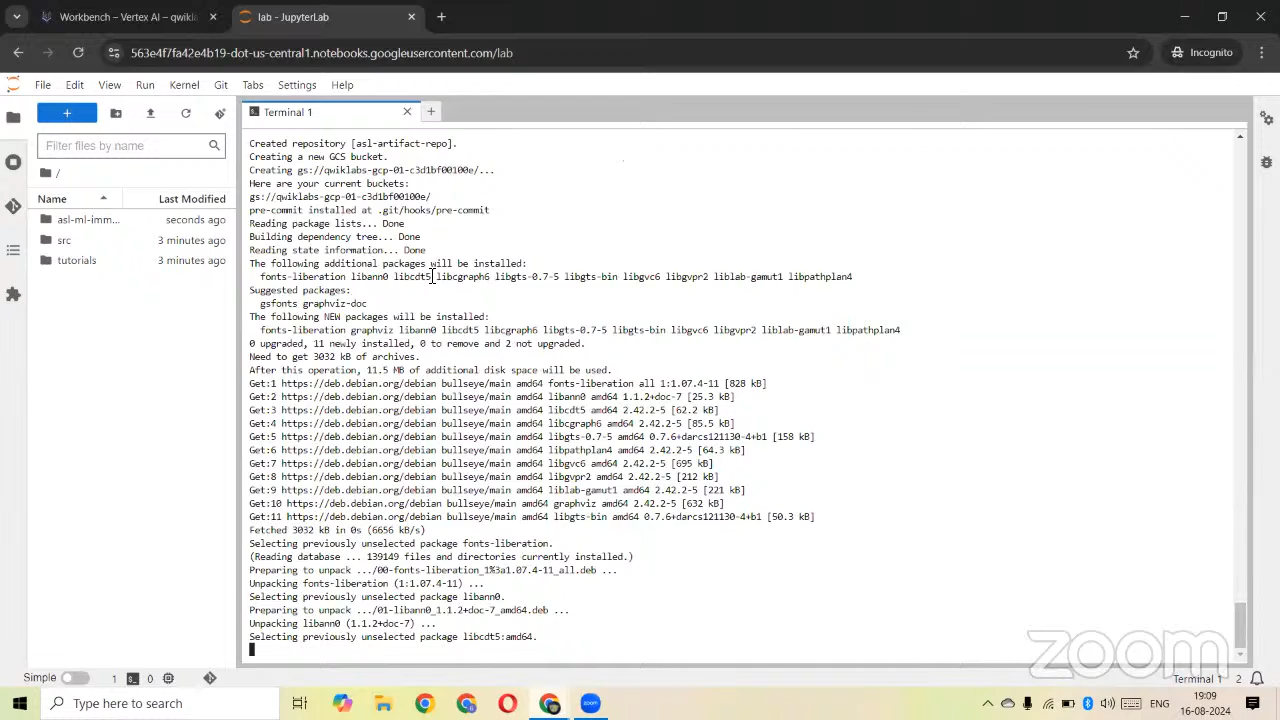 Workbench – Vertex AI – qwikla
lab - JupyterLab
563e4f7fa42e4b19-dot-us-central1.notebooks.googleusercontent.com/lab
Incognito
File Edit View Run Kernel Git Tabs Settings Help
Terminal 1
Filter files by name
/
Name Last Modified
asl-ml-imm... seconds ago
src 3 minutes ago
tutorials 3 minutes ago
Created repository [asl-artifact-repo].
Creating a new GCS bucket.
Creating gs://qwiklabs-gcp-01-c3d1bf00100e/...
Here are your current buckets:
gs://qwiklabs-gcp-01-c3d1bf00100e/
pre-commit installed at .git/hooks/pre-commit
Reading package lists... Done
Building dependency tree... Done
Reading state information... Done
The following additional packages will be installed:
fonts-liberation libann0 libcdt5 libcgraph6 libgts-0.7-5 libgts-bin libgvc6 libgvpr2 liblab-gamut1 libpathplan4
Suggested packages:
gsfonts graphviz-doc
The following NEW packages will be installed:
fonts-liberation graphviz libann0 libcdt5 libcgraph6 libgts-0.7-5 libgts-bin libgvc6 libgvpr2 liblab-gamut1 libpathplan4
0 upgraded, 11 newly installed, 0 to remove and 2 not upgraded.
Need to get 3032 kB of archives.
After this operation, 11.5 MB of additional disk space will be used.
Get:1 https://deb.debian.org/debian bullseye/main amd64 fonts-liberation all 1:1.07.4-11 [828 kB]
Get:2 https://deb.debian.org/debian bullseye/main amd64 libann0 amd64 1.1.2+doc-7 [25.3 kB]
Get:3 https://deb.debian.org/debian bullseye/main amd64 libcdt5 amd64 2.42.2-5 [62.2 kB]
Get:4 https://deb.debian.org/debian bullseye/main amd64 libcgraph6 amd64 2.42.2-5 [85.5 kB]
Get:5 https://deb.debian.org/debian bullseye/main amd64 libgts-0.7-5 amd64 0.7.6+darcs121130-4+b1 [158 kB]
Get:6 https://deb.debian.org/debian bullseye/main amd64 libpathplan4 amd64 2.42.2-5 [64.3 kB]
Get:7 https://deb.debian.org/debian bullseye/main amd64 libgvc6 amd64 2.42.2-5 [695 kB]
Get:8 https://deb.debian.org/debian bullseye/main amd64 libgvpr2 amd64 2.42.2-5 [212 kB]
Get:9 https://deb.debian.org/debian bullseye/main amd64 liblab-gamut1 amd64 2.42.2-5 [221 kB]
Get:10 https://deb.debian.org/debian bullseye/main amd64 graphviz amd64 2.42.2-5 [632 kB]
Get:11 https://deb.debian.org/debian bullseye/main amd64 libgts-bin amd64 0.7.6+darcs121130-4+b1 [50.3 kB]
Fetched 3032 kB in 0s (6656 kB/s)
Selecting previously unselected package fonts-liberation.
(Reading database ... 139149 files and directories currently installed.)
Preparing to unpack .../00-fonts-liberation_1%3a1.07.4-11_all.deb ...
Unpacking fonts-liberation (1:1.07.4-11) ...
Selecting previously unselected package libann0.
Preparing to unpack .../01-libann0_1.1.2+doc-7_amd64.deb ...
Unpacking libann0 (1.1.2+doc-7) ...
Selecting previously unselected package libcdt5:amd64.
zoom
Simple 1 0 Terminal 1 2
Type here to search
zoom
ENG
19:09
16-08-2024